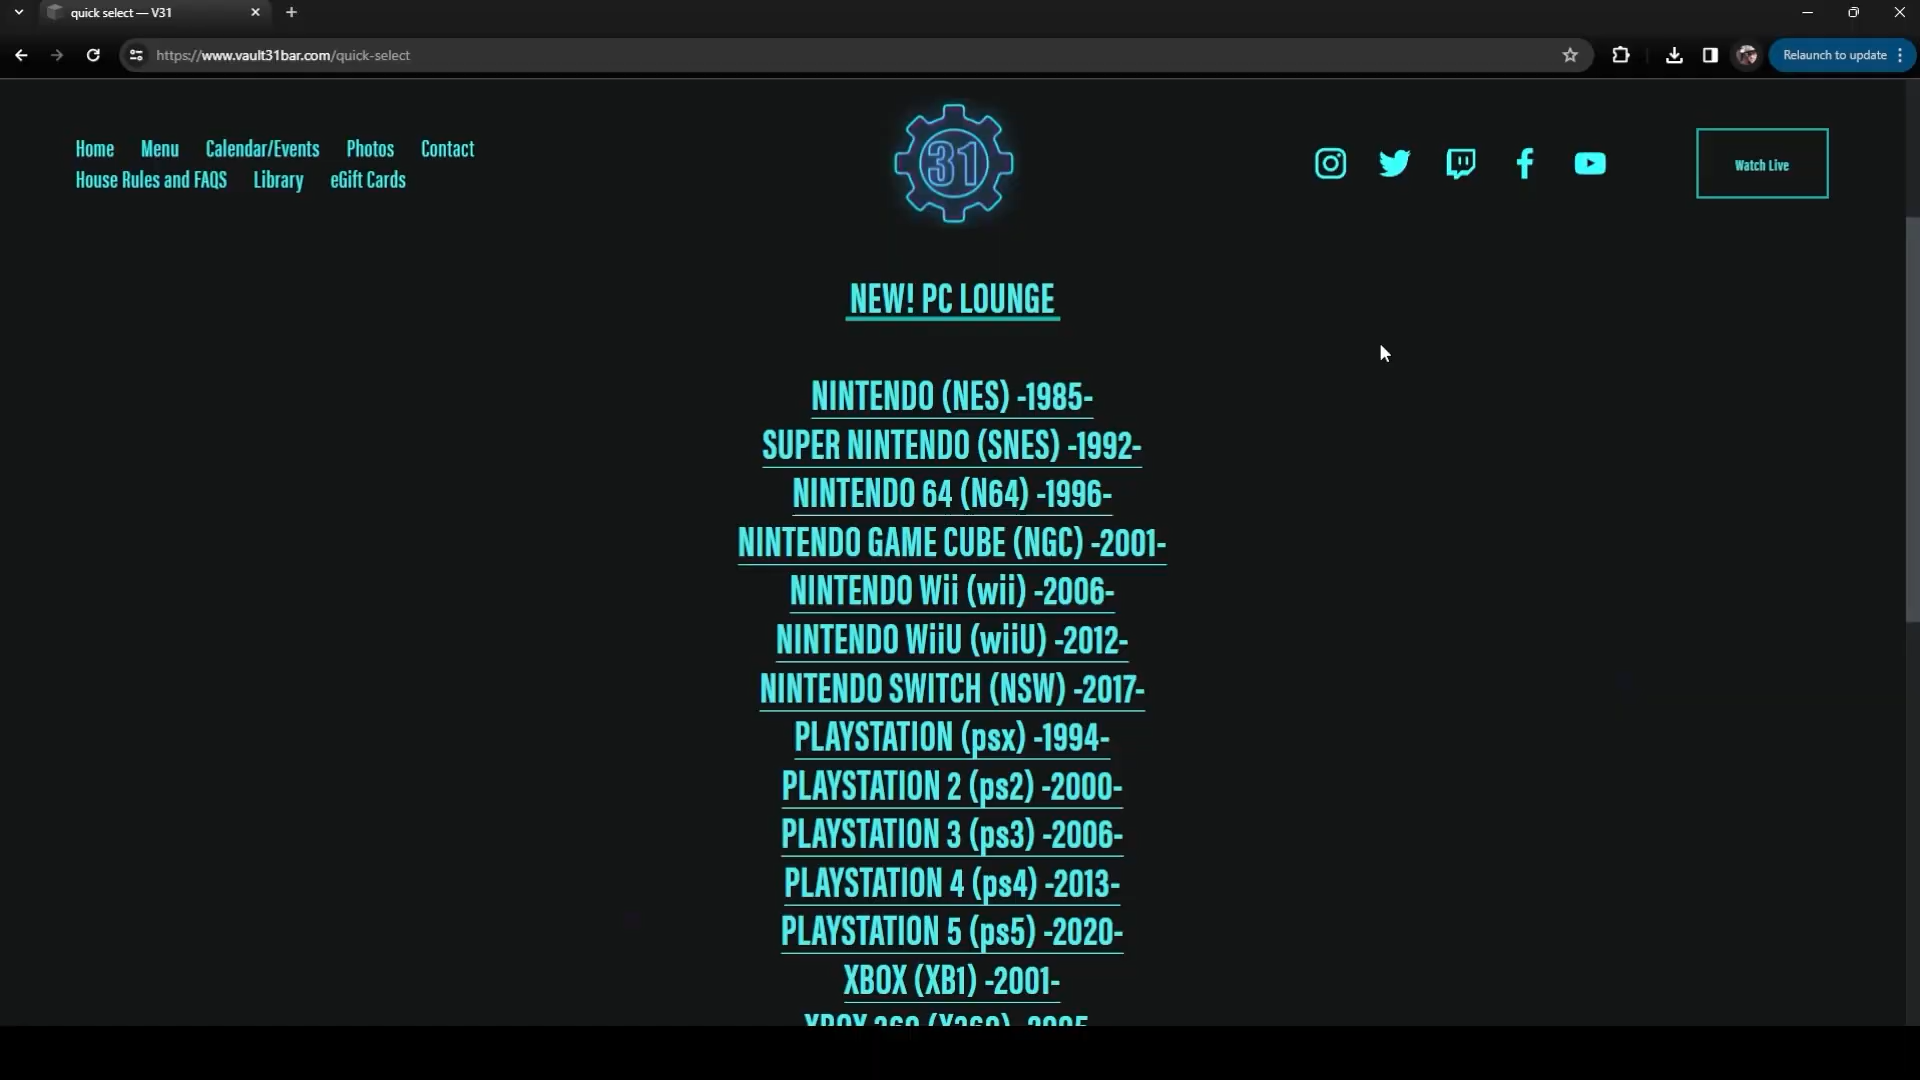 quick select — V31
https://www.vault31bar.com/quick-select
Relaunch to update
Home Menu Calendar/Events Photos Contact
House Rules and FAQS Library eGift Cards
31
Watch Live
NEW! PC LOUNGE
NINTENDO (NES) -1985-
SUPER NINTENDO (SNES) -1992-
NINTENDO 64 (N64) -1996-
NINTENDO GAME CUBE (NGC) -2001-
NINTENDO Wii (wii) -2006-
NINTENDO WiiU (wiiU) -2012-
NINTENDO SWITCH (NSW) -2017-
PLAYSTATION (psx) -1994-
PLAYSTATION 2 (ps2) -2000-
PLAYSTATION 3 (ps3) -2006-
PLAYSTATION 4 (ps4) -2013-
PLAYSTATION 5 (ps5) -2020-
XBOX (XB1) -2001-
XBOX 360 (X360) -2005-